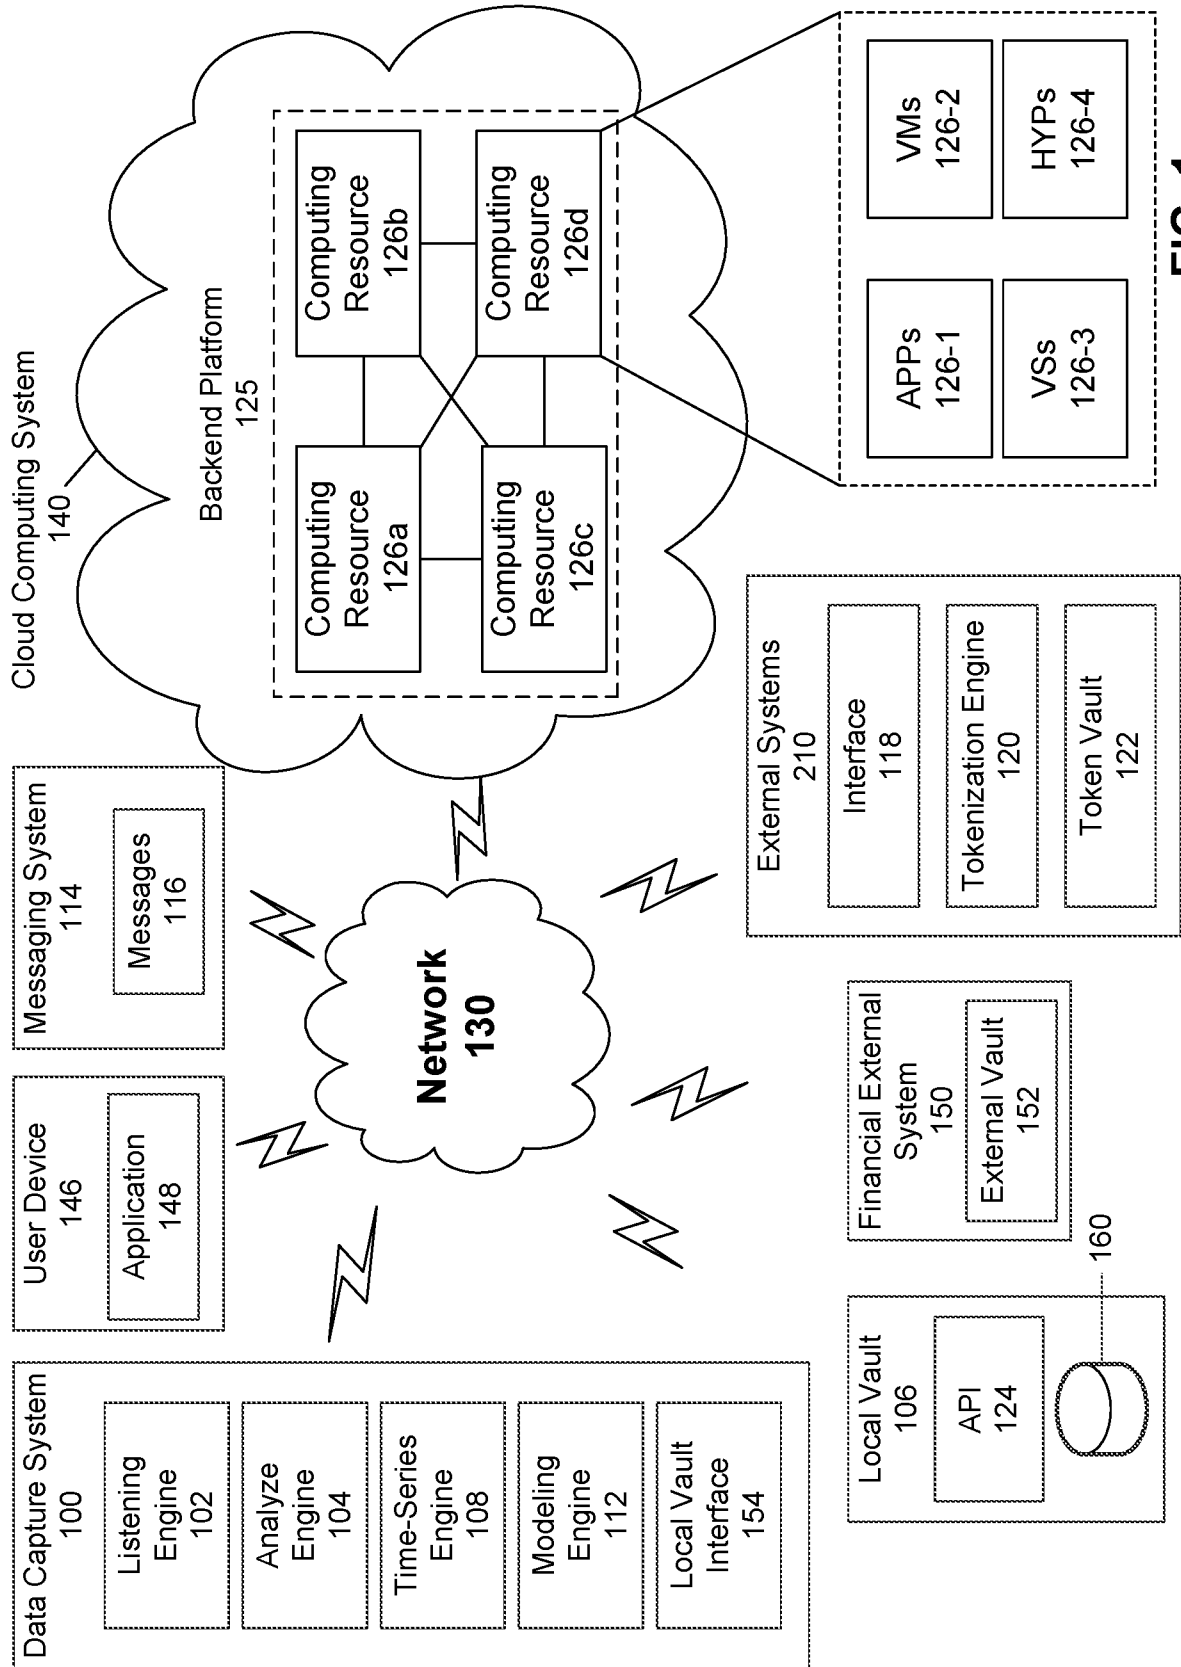 Data Capture System
100
Listening
Engine
102
Analyze
Engine
104
Time-Series
Engine
108
Modeling
Engine
112
Local Vault
Interface
154
User Device
146
Application
148
Messaging System
114
Messages
116
Cloud Computing System
140
Backend Platform
125
Computing
Resource
126a
Computing
Resource
126b
Computing
Resource
126c
Computing
Resource
126d
Network
130
Local Vault
106
API
124
160
Financial External
System
150
External Vault
152
External Systems
210
Interface
118
Tokenization Engine
120
Token Vault
122
APPs
126-1
VMs
126-2
VSs
126-3
HYPs
126-4